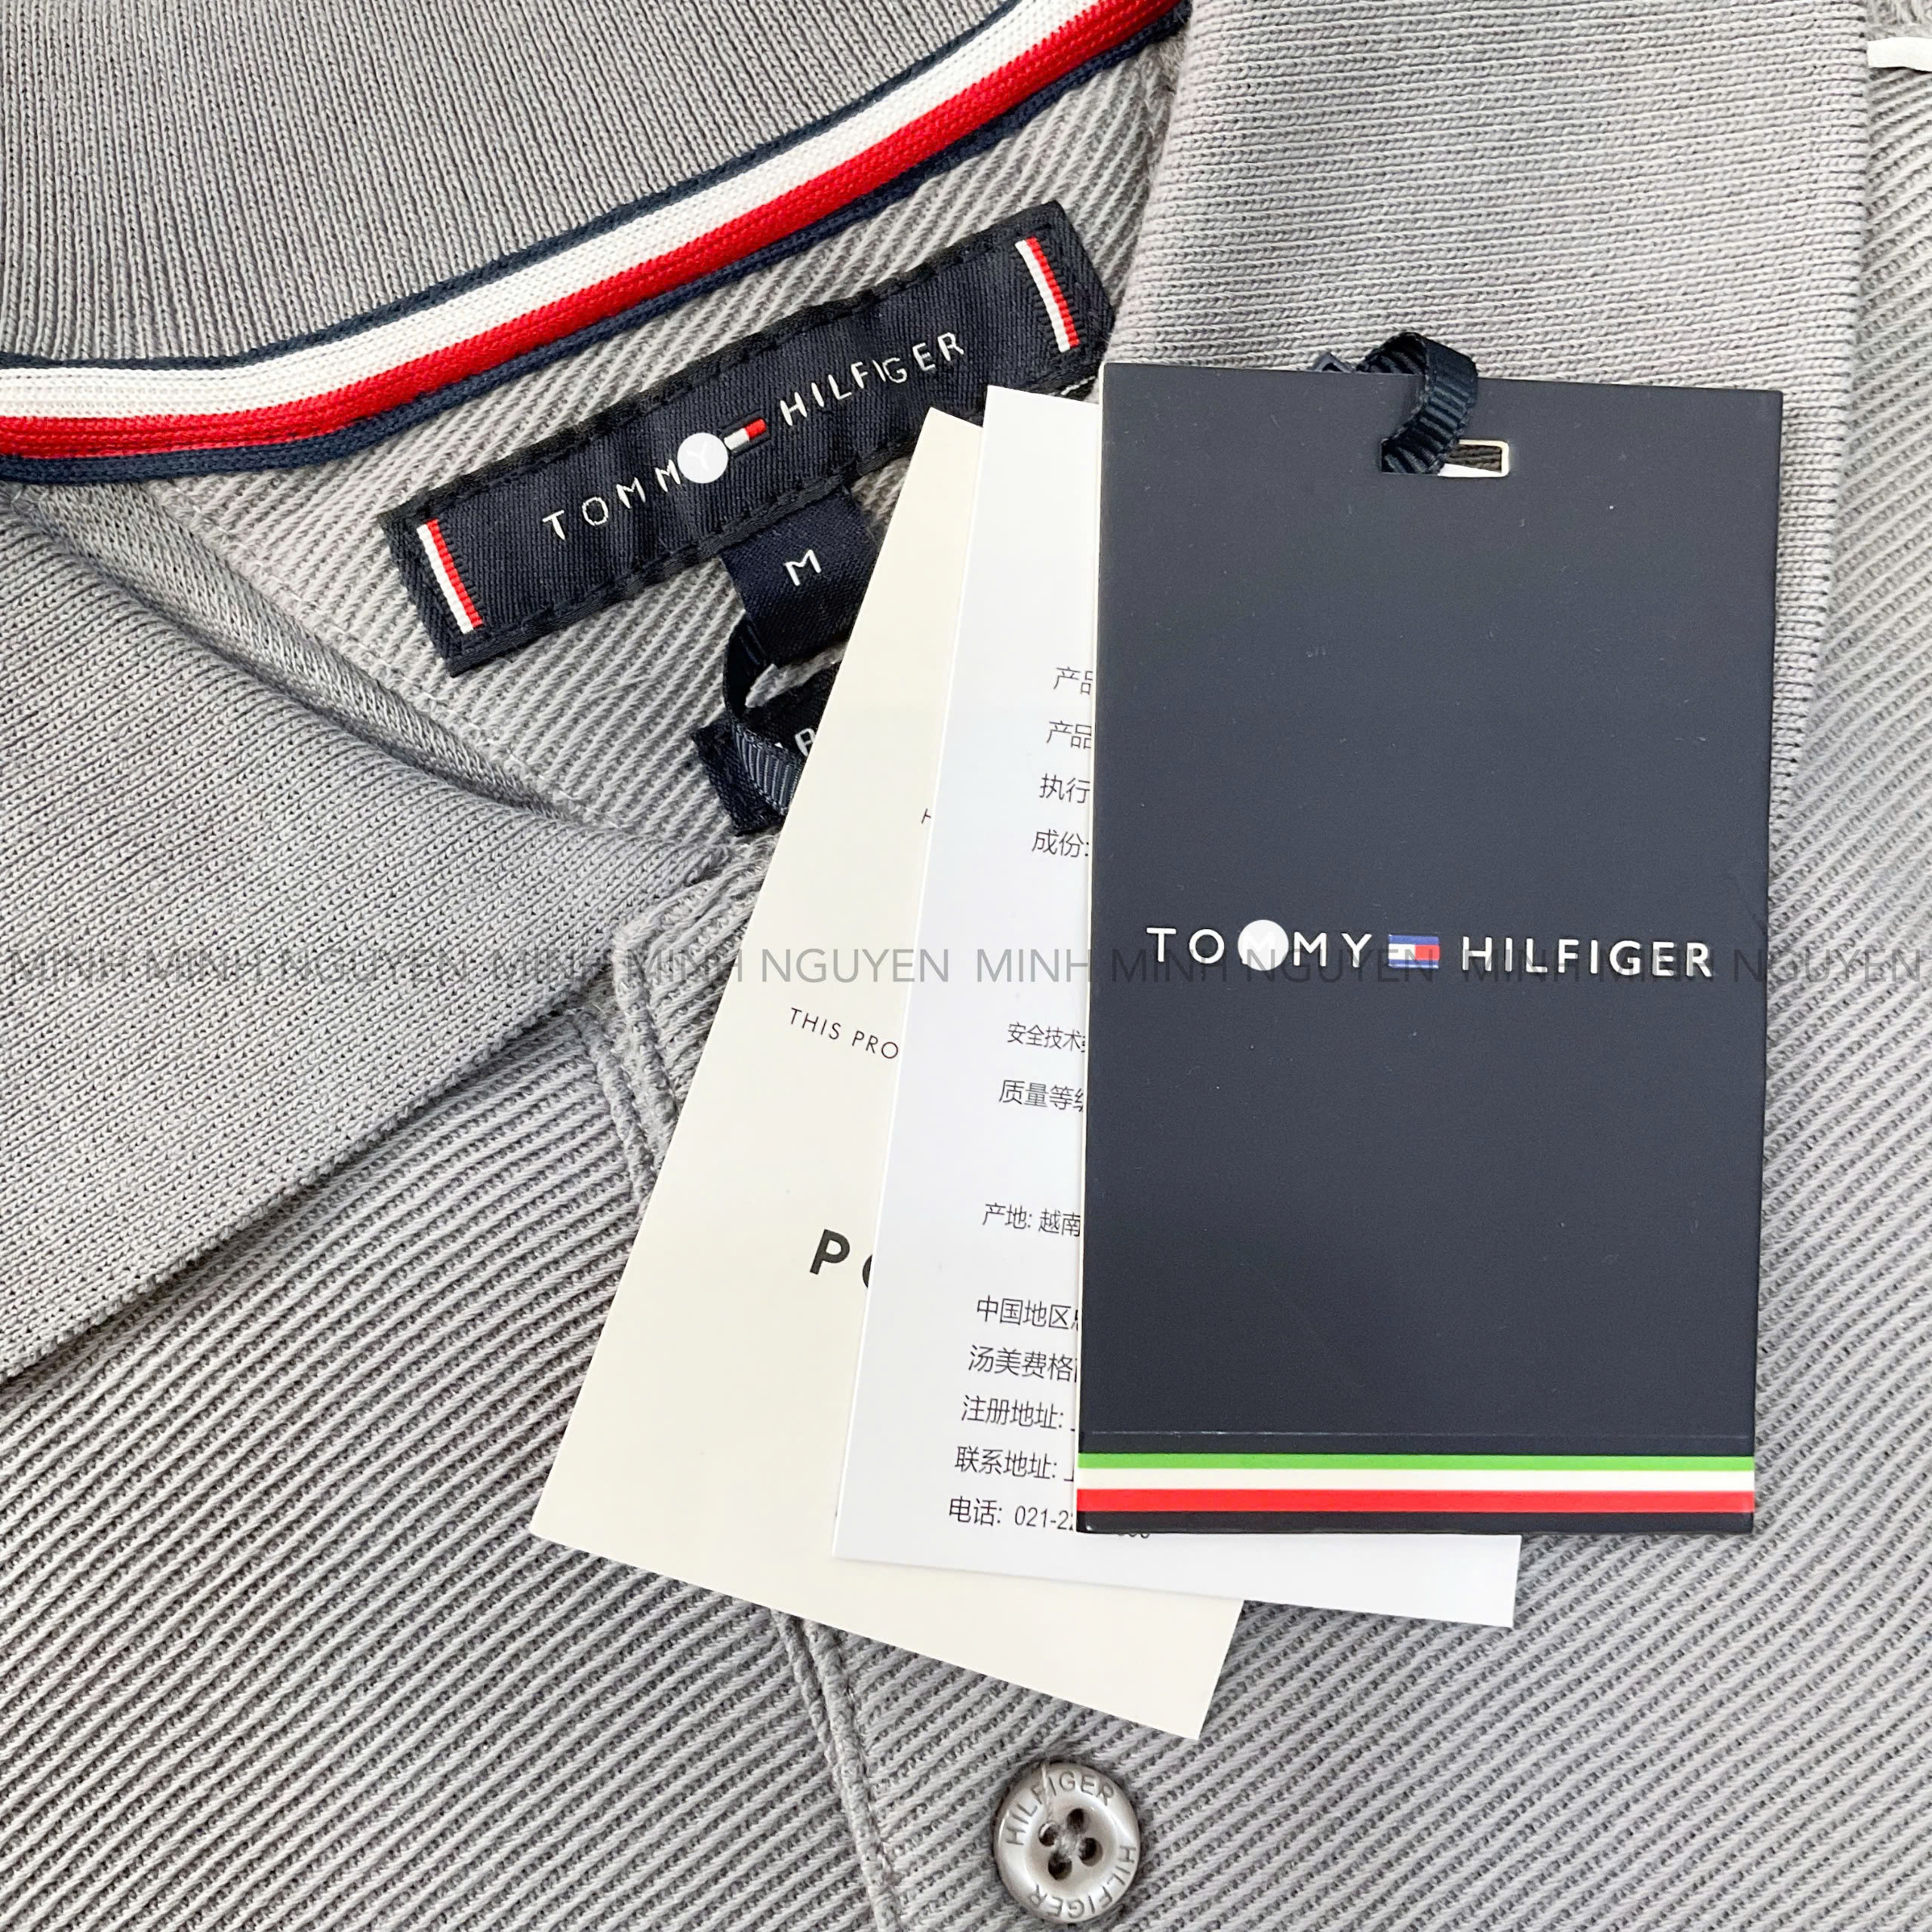 TOMMY HILFIGER
M
THIS PRO
产品
产品
执行
成份:
安全技术
质量等级
产地: 越南
中国地区
汤美费格
注册地址:
联系地址:
电话: 021-2
TOMMY HILFIGER
MINH MINH NGUYEN MINH MINH NGUYEN MINH MINH NGUYEN MINH MINH NGUYEN
HILFIGER
HILFIGER